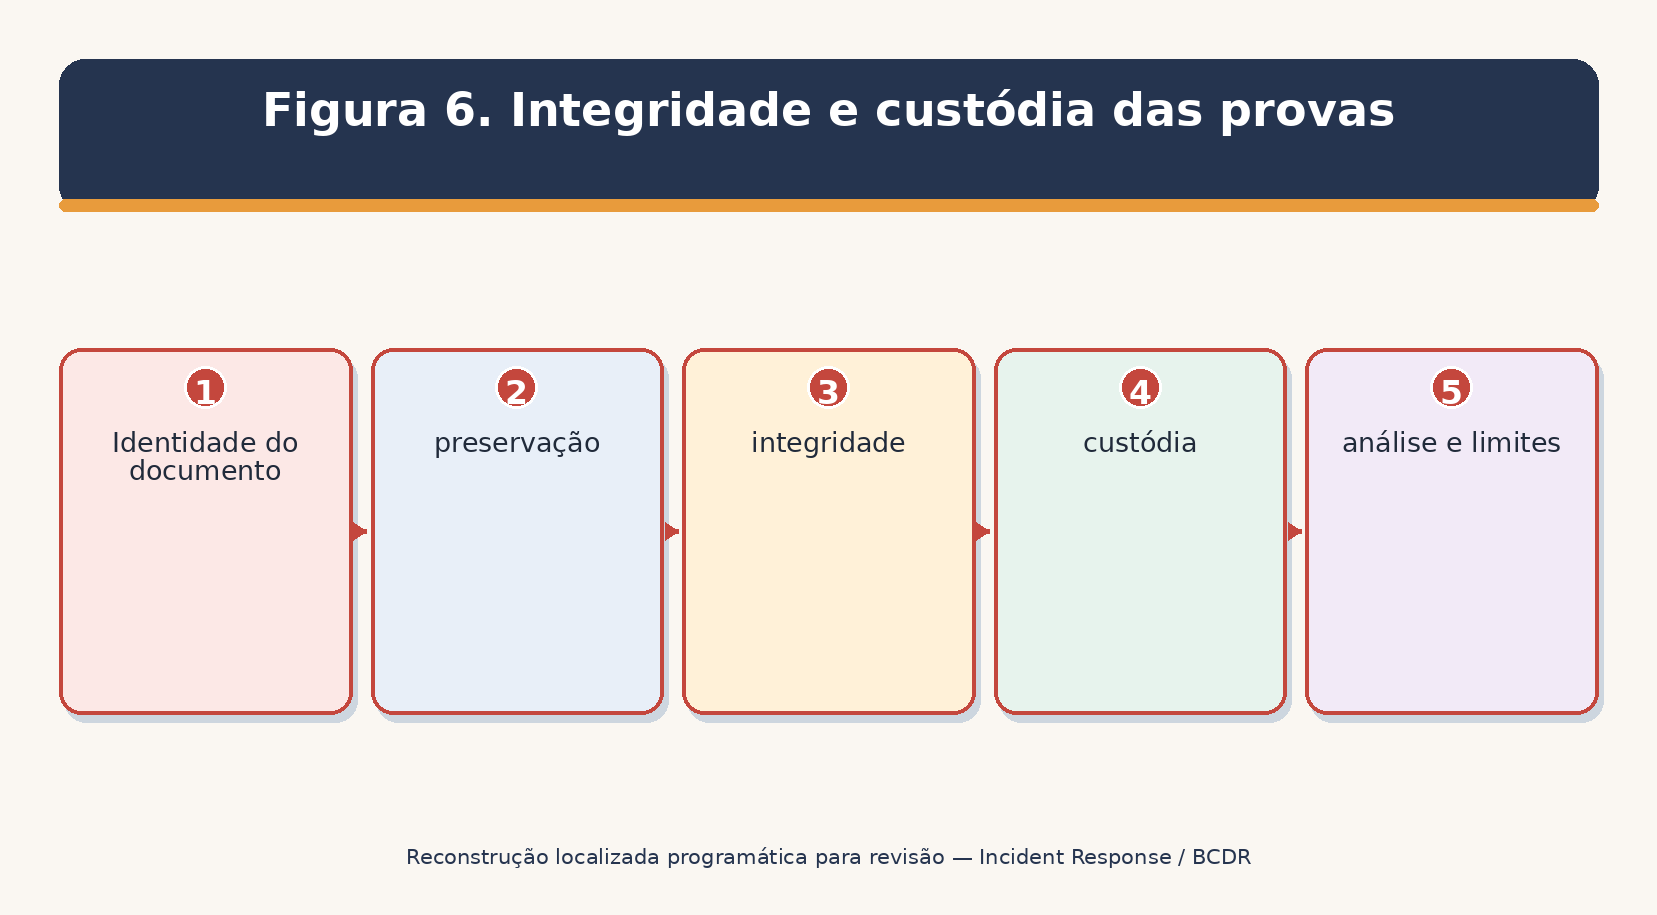 Figura 6. Integridade e custódia das provas
1
Identidade do
documento
2
preservação
3
integridade
4
custódia
5
análise e limites
Reconstrução localizada programática para revisão — Incident Response / BCDR